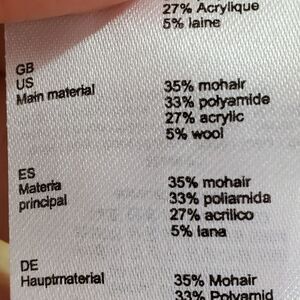 27% Acrylique
5% laine
GB
US
Main material
35% mohair
33% polyamide
27% acrylic
5% wool
ES
Materia
principal
35% mohair
33% poliamida
27% acrilico
5% lana
DE
Hauptmaterial
35% Mohair
33% Polyamid